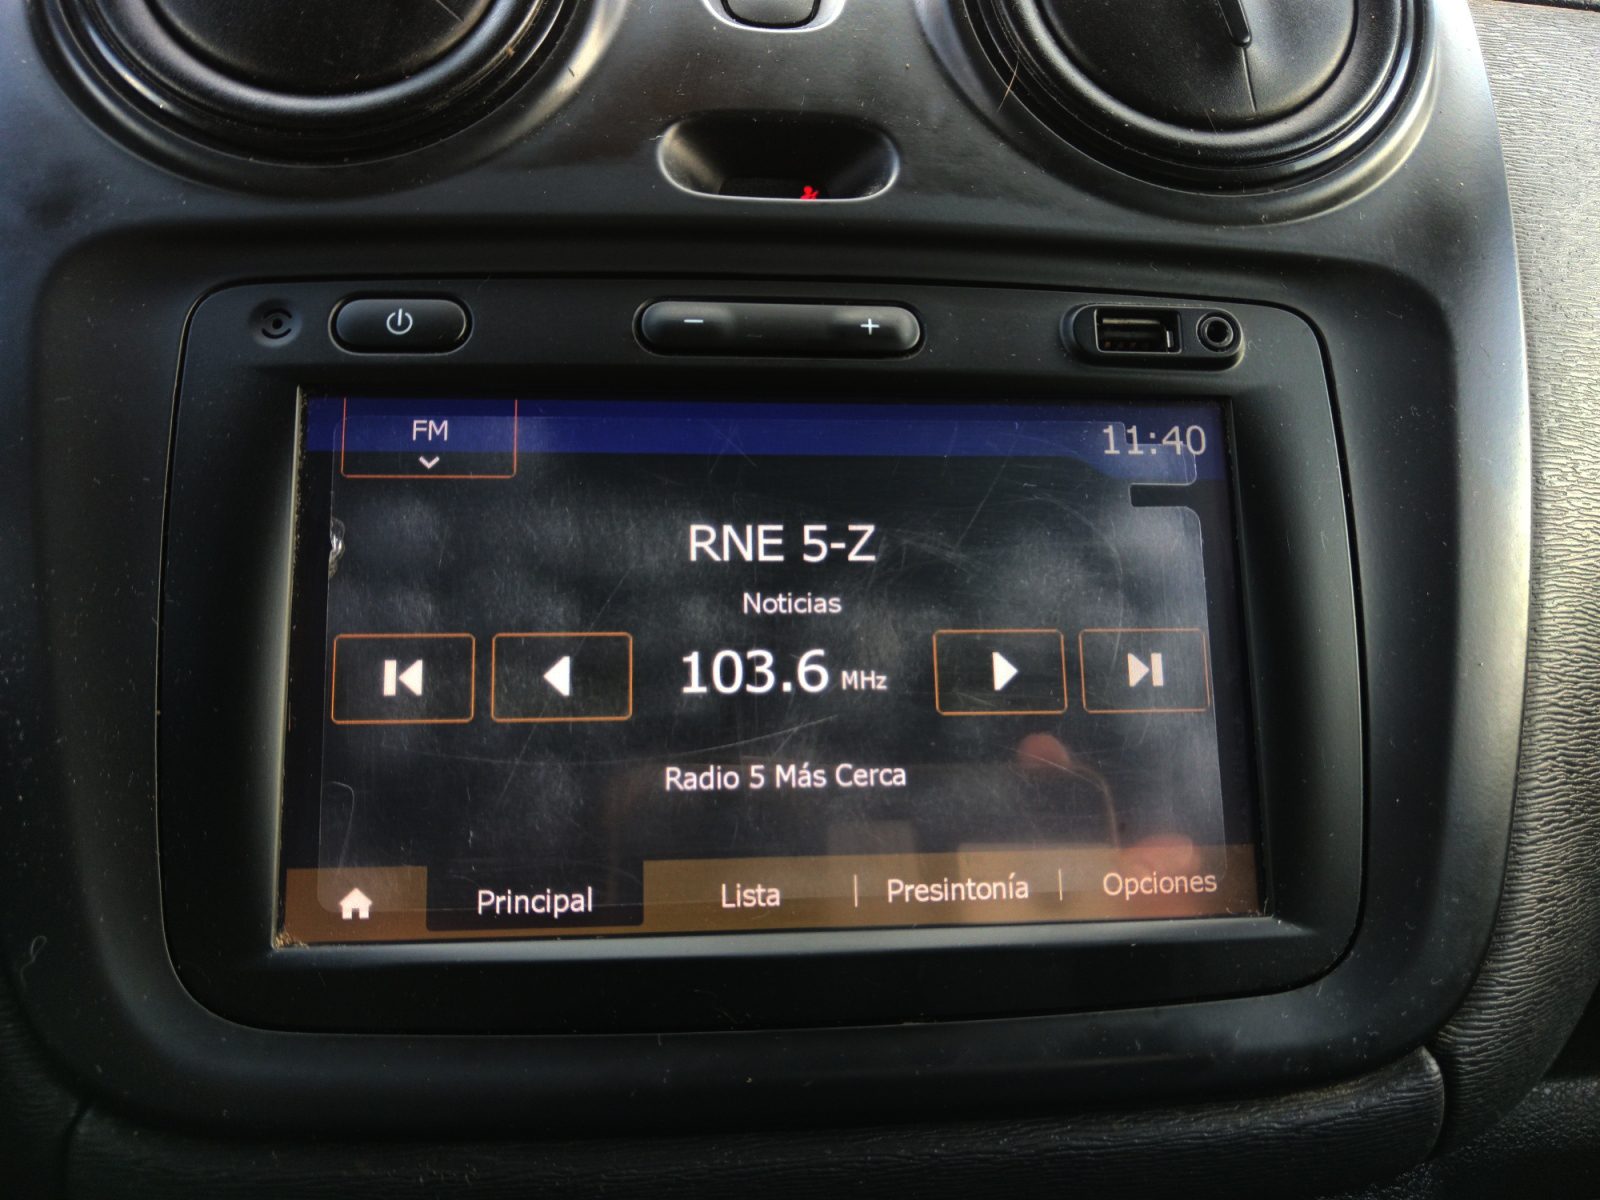 FM
11:40
RNE 5-Z
Noticias
103.6 MHz
Radio 5 Más Cerca
Principal
Lista
Presintonía
Opciones